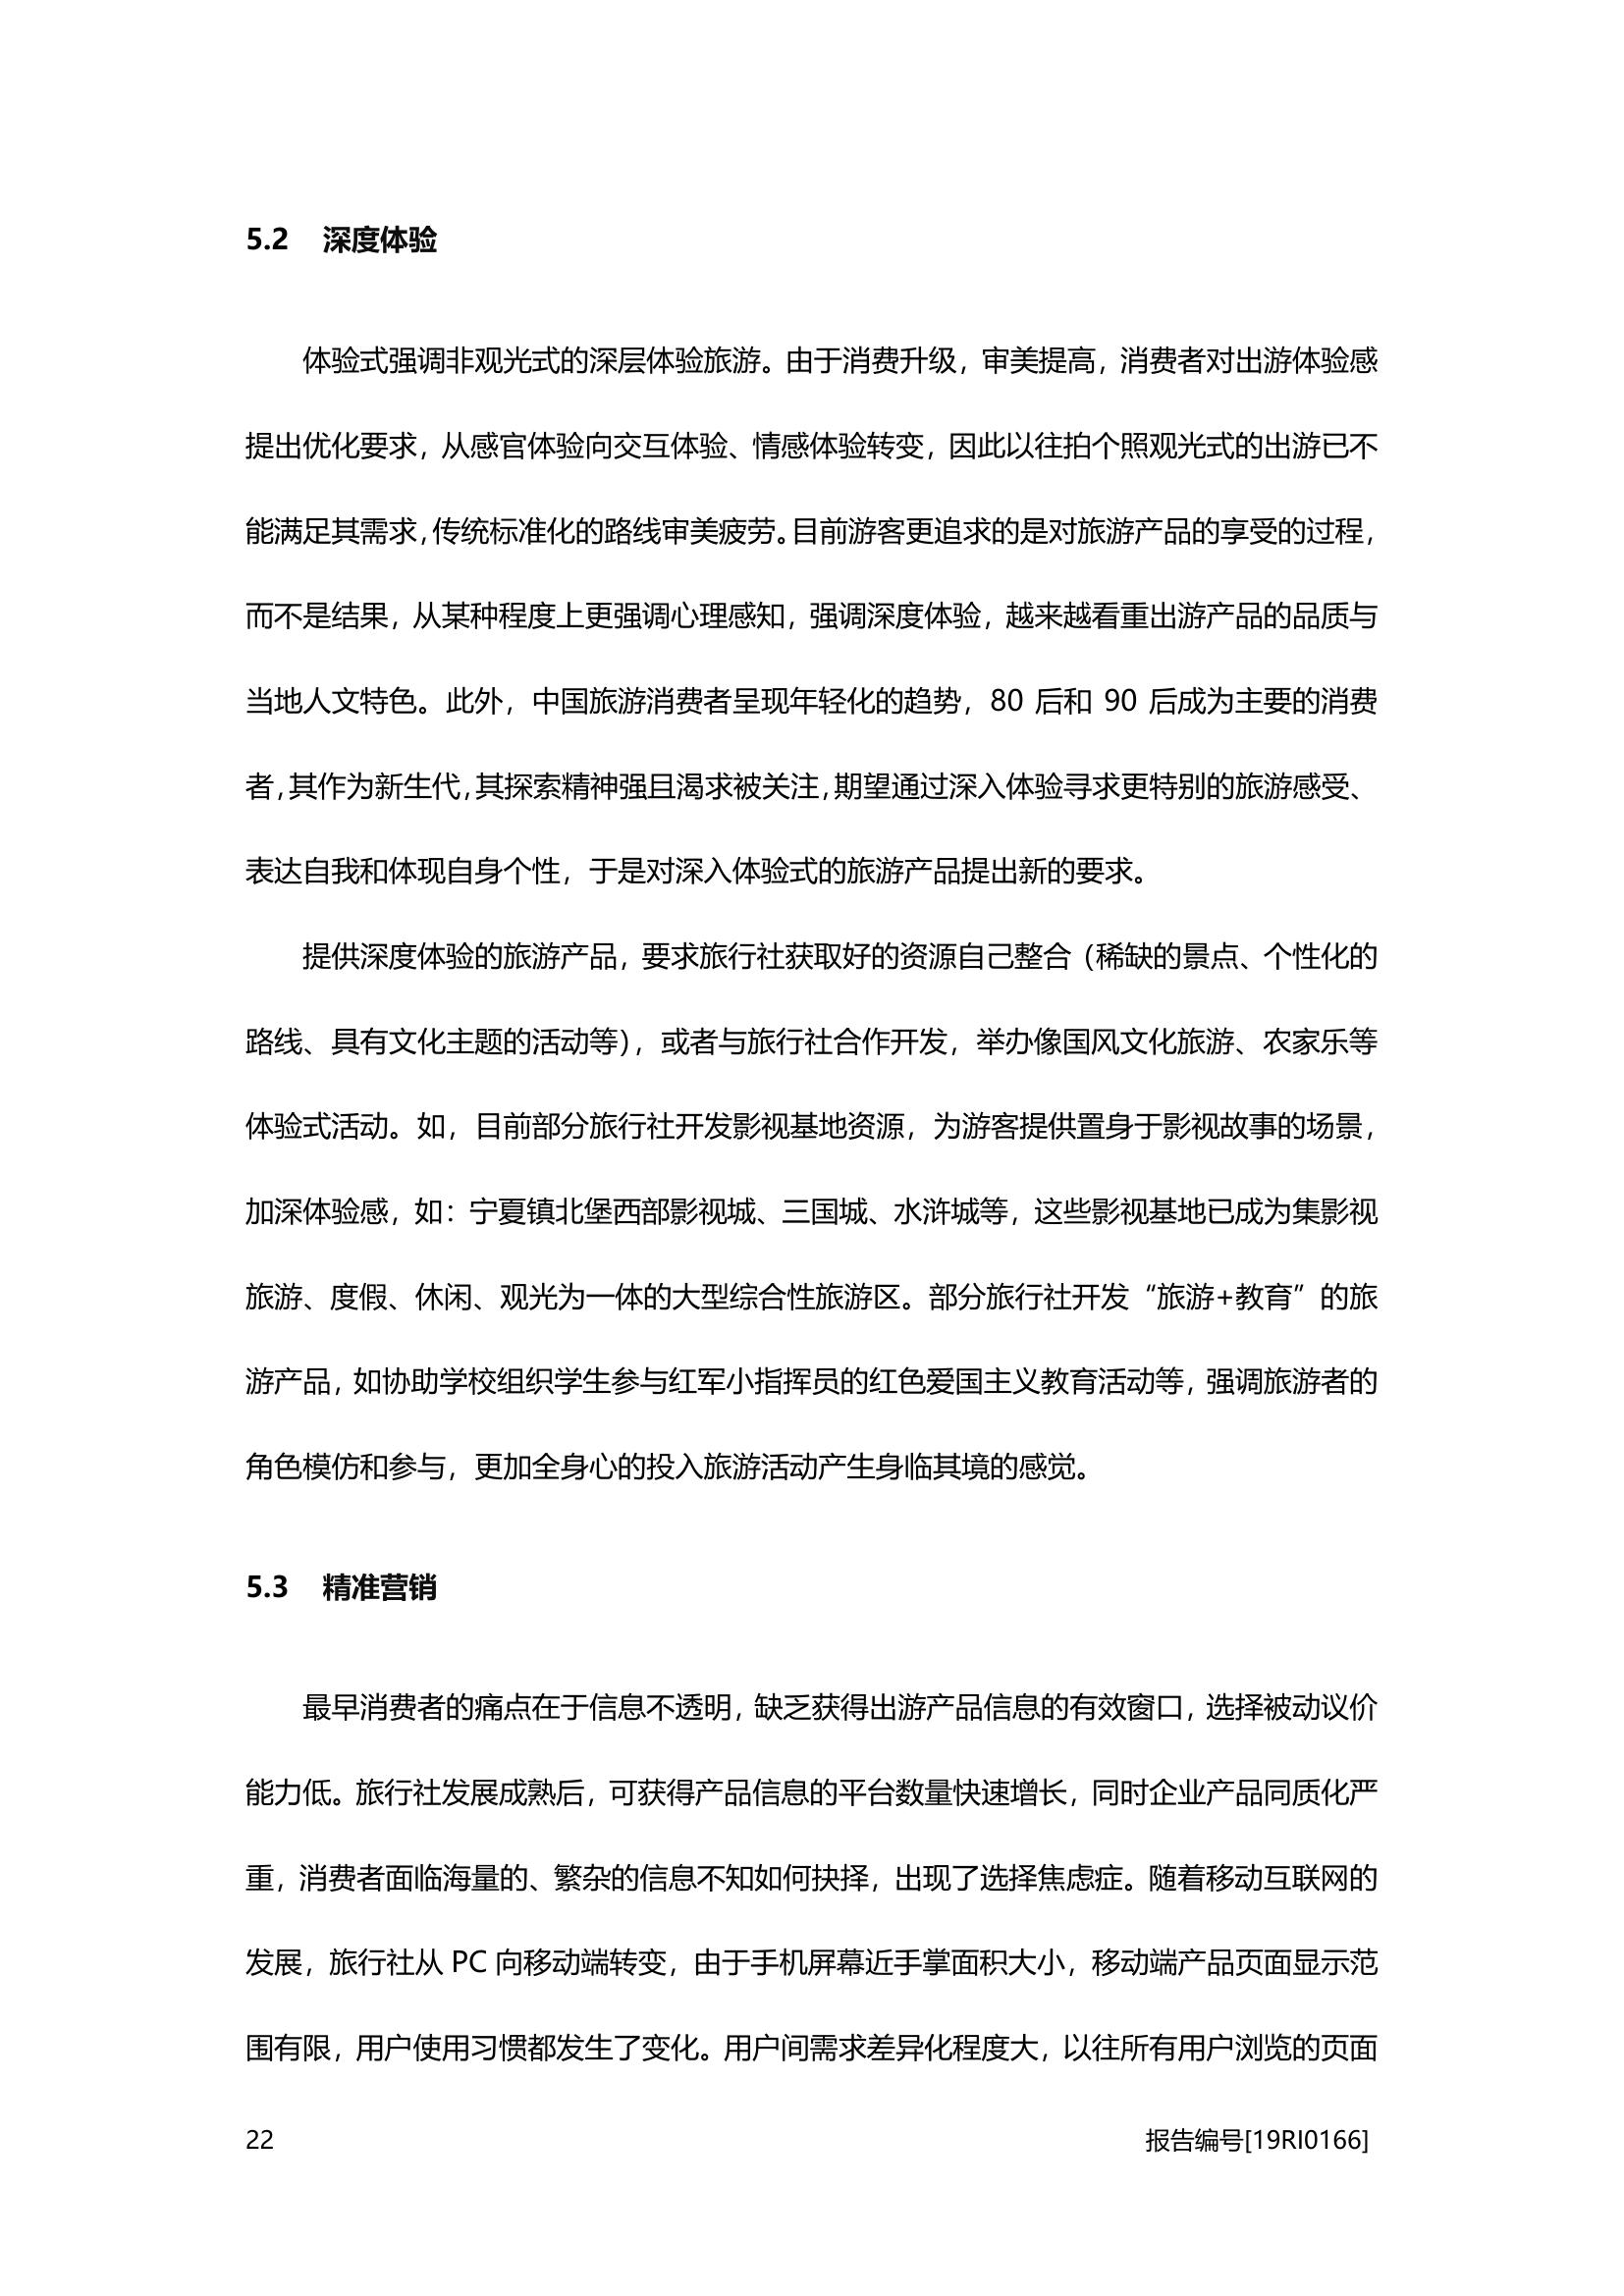 5.2 深度体验
体验式强调非观光式的深层体验旅游。由于消费升级，审美提高，消费者对出游体验感
提出优化要求，从感官体验向交互体验、情感体验转变，因此以往拍个照观光式的出游已不
能满足其需求，传统标准化的路线审美疲劳。目前游客更追求的是对旅游产品的享受的过程，
而不是结果，从某种程度上更强调心理感知，强调深度体验，越来越看重出游产品的品质与
当地人文特色。此外，中国旅游消费者呈现年轻化的趋势，80 后和 90 后成为主要的消费
者，其作为新生代，其探索精神强且渴求被关注，期望通过深入体验寻求更特别的旅游感受、
表达自我和体现自身个性，于是对深入体验式的旅游产品提出新的要求。
提供深度体验的旅游产品，要求旅行社获取好的资源自己整合（稀缺的景点、个性化的
路线、具有文化主题的活动等），或者与旅行社合作开发，举办像国风文化旅游、农家乐等
体验式活动。如，目前部分旅行社开发影视基地资源，为游客提供置身于影视故事的场景，
加深体验感，如：宁夏镇北堡西部影视城、三国城、水浒城等，这些影视基地已成为集影视
旅游、度假、休闲、观光为一体的大型综合性旅游区。部分旅行社开发“旅游+教育”的旅
游产品，如协助学校组织学生参与红军小指挥员的红色爱国主义教育活动等，强调旅游者的
角色模仿和参与，更加全身心的投入旅游活动产生身临其境的感觉。
5.3 精准营销
最早消费者的痛点在于信息不透明，缺乏获得出游产品信息的有效窗口，选择被动议价
能力低。旅行社发展成熟后，可获得产品信息的平台数量快速增长，同时企业产品同质化严
重，消费者面临海量的、繁杂的信息不知如何抉择，出现了选择焦虑症。随着移动互联网的
发展，旅行社从 PC 向移动端转变，由于手机屏幕近手掌面积大小，移动端产品页面显示范
围有限，用户使用习惯都发生了变化。用户间需求差异化程度大，以往所有用户浏览的页面
22 报告编号[19RI0166]